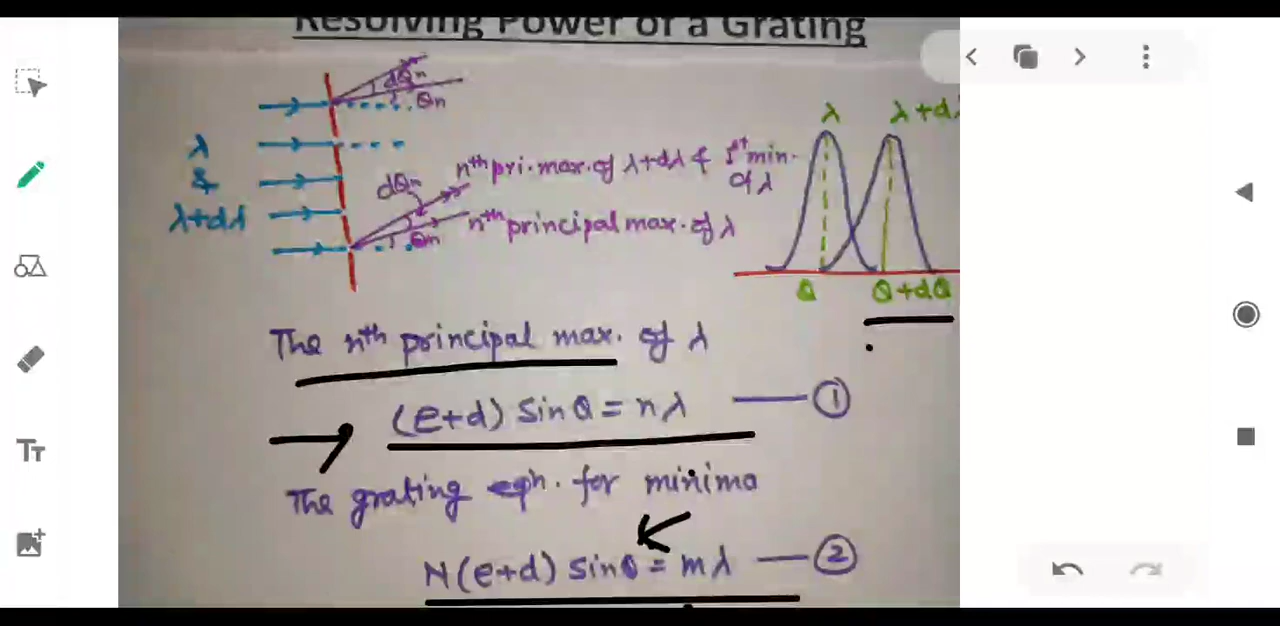 Resolving Power of a Grating
dθn
θn
λ
&
λ+dλ
nth pri. max. of λ+dλ & 1st min. of λ
dθn
θn
nth principal max. of λ
λ
λ+dλ
θ
θ+dθ
The nth principal max. of λ
(e+d) sin θ = nλ — ①
The grating eqn. for minima
N(e+d) sinθ = mλ — ②
TT